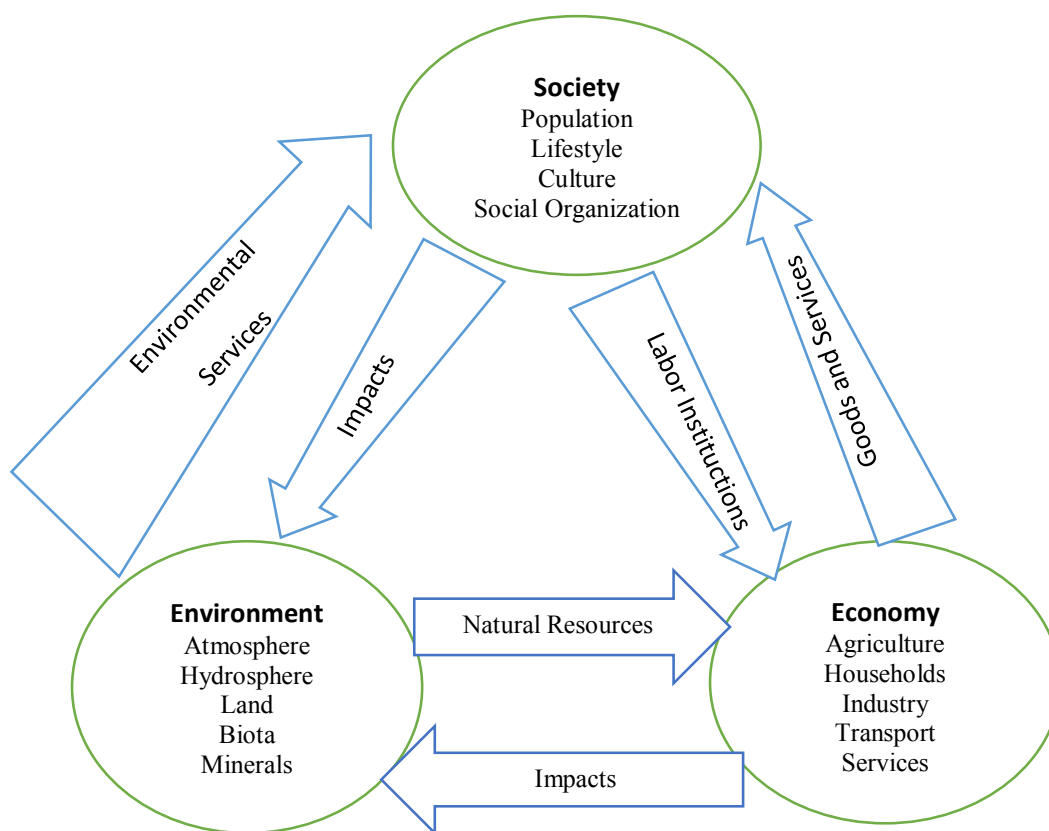 Society
Population
Lifestyle
Culture
Social Organization
Environmental
Services
Impacts
Labor Instituctions
Goods and Services
Environment
Atmosphere
Hydrosphere
Land
Biota
Minerals
Natural Resources
Impacts
Economy
Agriculture
Households
Industry
Transport
Services